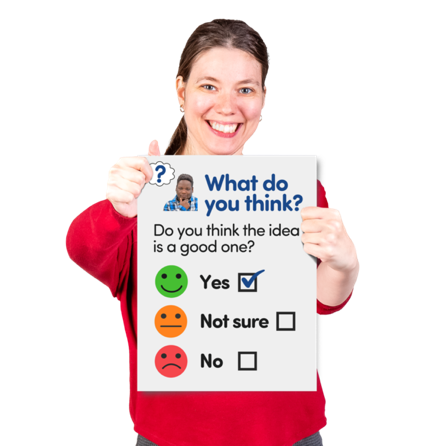 ?
What do
you think?
Do you think the idea
is a good one?
Yes
Not sure
No